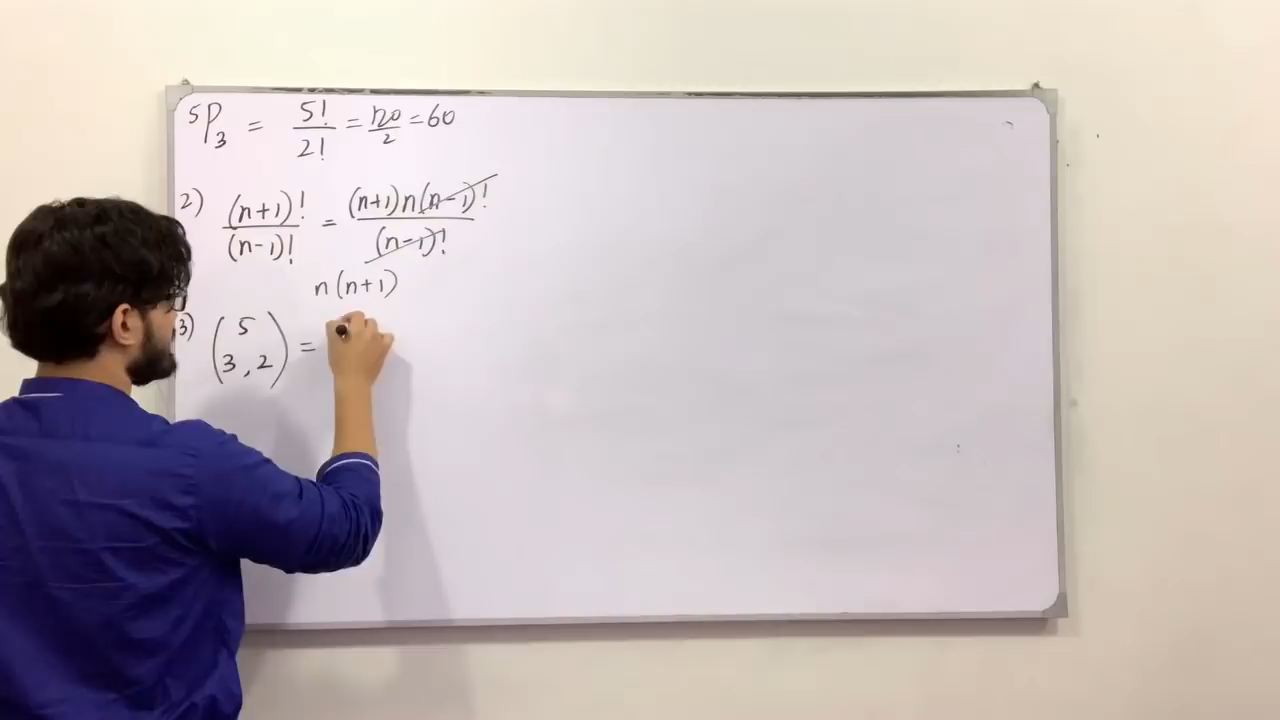 5P3 = 5!/2! = 120/2 = 60
2) (n+1)!/(n-1)! = (n+1)n(n-1)!/(n-1)!
n(n+1)
3) (5 / 3,2) =